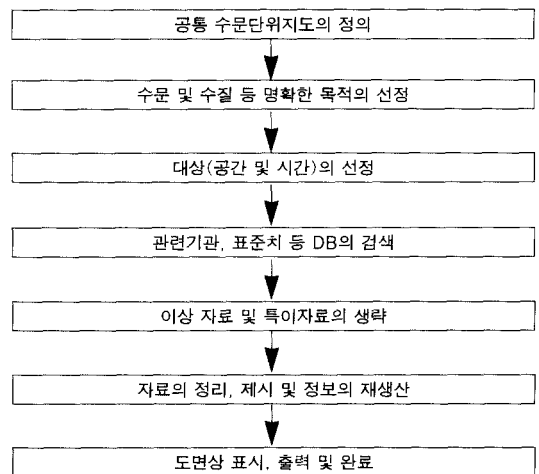 공통 수문단위지도의 정의
수문 및 수질 등 명확한 목적의 선정
대상(공간 및 시간)의 선정
관련기관, 표준치 등 DB의 검색
이상 자료 및 특이자료의 생략
자료의 정리, 제시 및 정보의 재생산
도면상 표시, 출력 및 완료